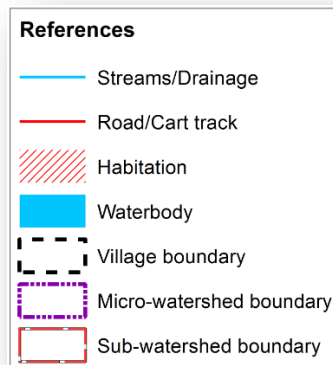 References
Streams/Drainage
Road/Cart track
Habitation
Waterbody
Village boundary
Micro-watershed boundary
Sub-watershed boundary